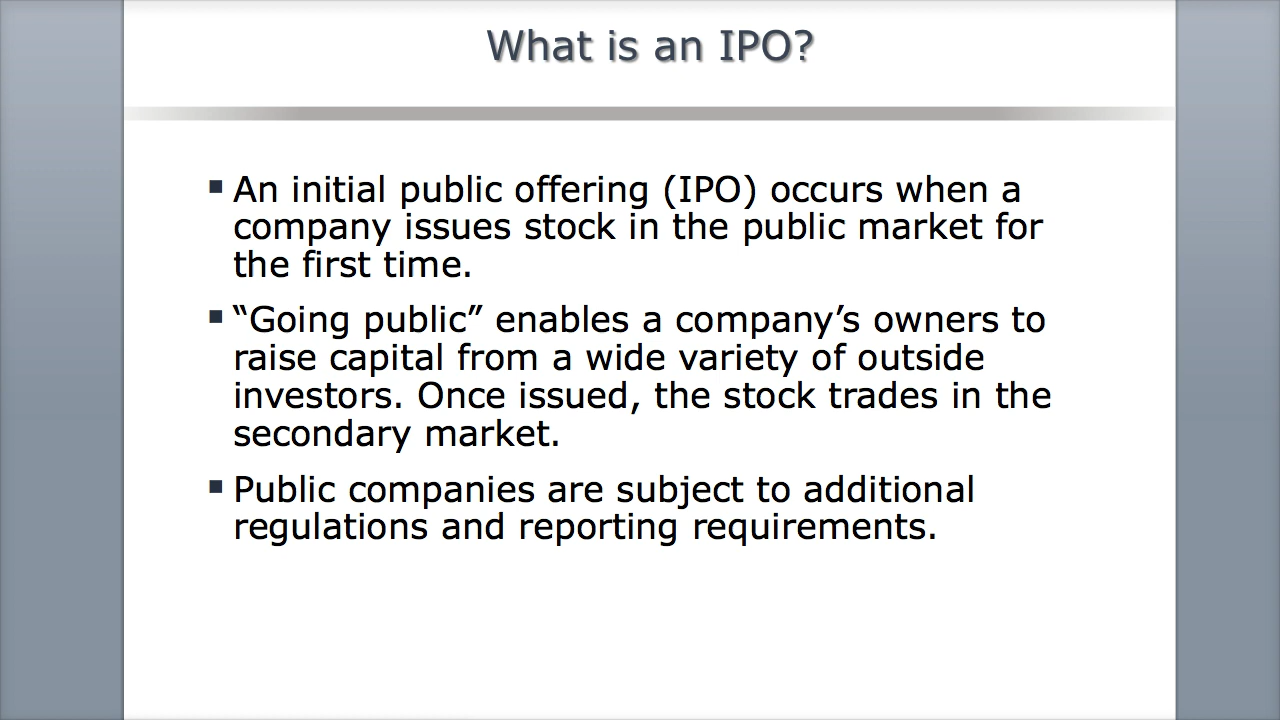 What is an IPO?
An initial public offering (IPO) occurs when a
company issues stock in the public market for
the first time.
“Going public” enables a company’s owners to
raise capital from a wide variety of outside
investors. Once issued, the stock trades in the
secondary market.
Public companies are subject to additional
regulations and reporting requirements.